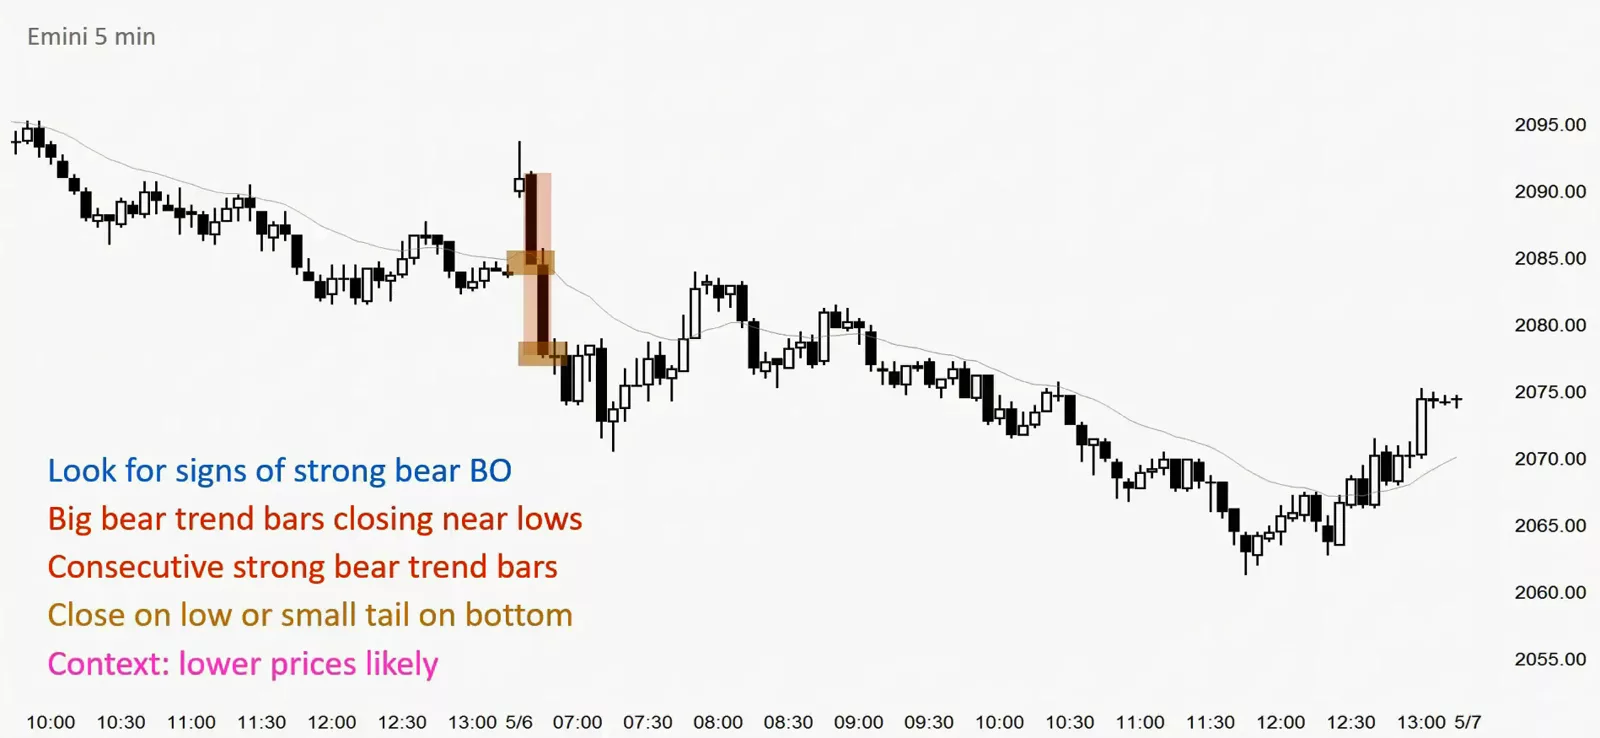 Emini 5 min
2095.00
2090.00
2085.00
2080.00
2075.00
2070.00
2065.00
2060.00
2055.00
Look for signs of strong bear BO
Big bear trend bars closing near lows
Consecutive strong bear trend bars
Close on low or small tail on bottom
Context: lower prices likely
10:00 10:30 11:00 11:30 12:00 12:30 13:00 5/6 07:00 07:30 08:00 08:30 09:00 09:30 10:00 10:30 11:00 11:30 12:00 12:30 13:00 5/7